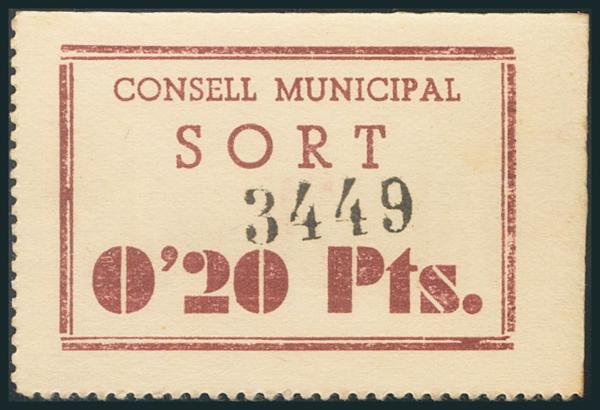 CONSELL MUNICIPAL
SORT
3449
0'20 Pts.